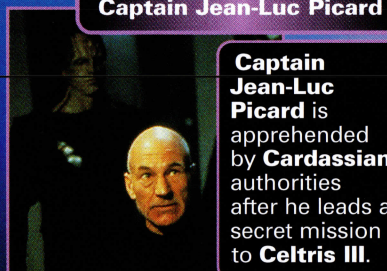 Captain Jean-Luc Picard
Captain
Jean-Luc
Picard is
apprehended
by Cardassian
authorities
after he leads a
secret mission
to Celtris III.